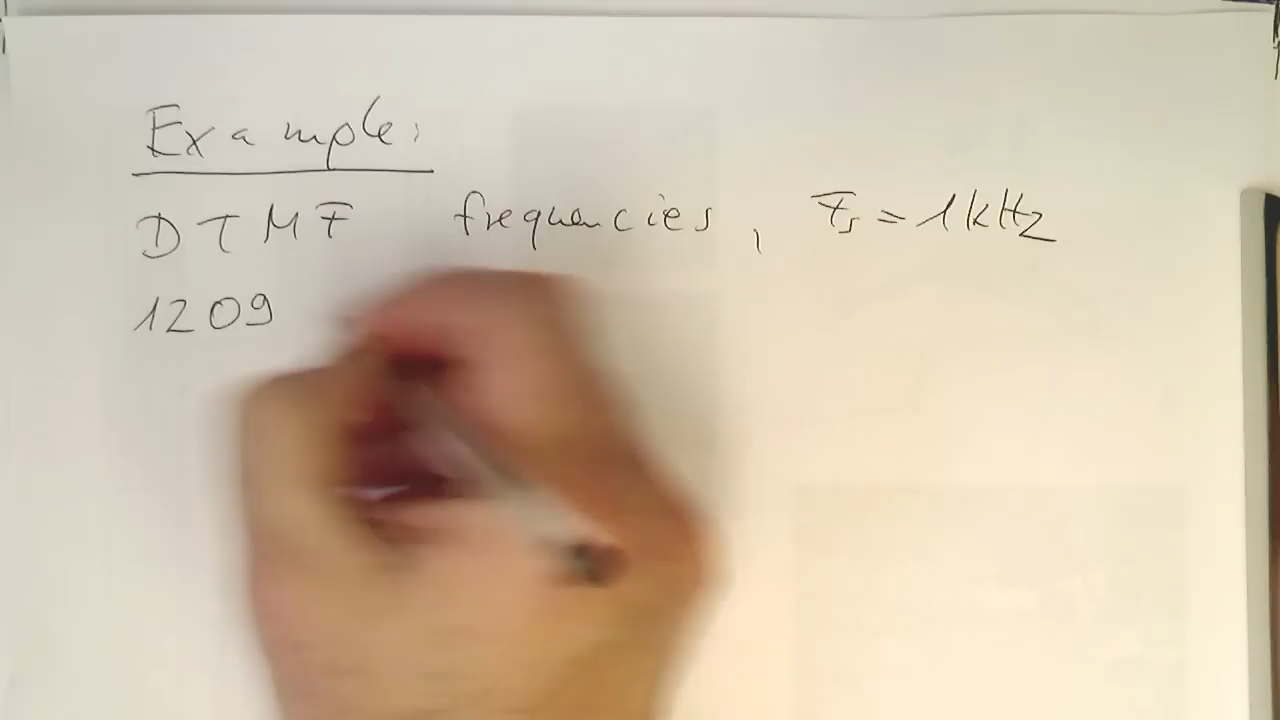 Example:
DTMF frequencies, Fs = 1kHz
1209